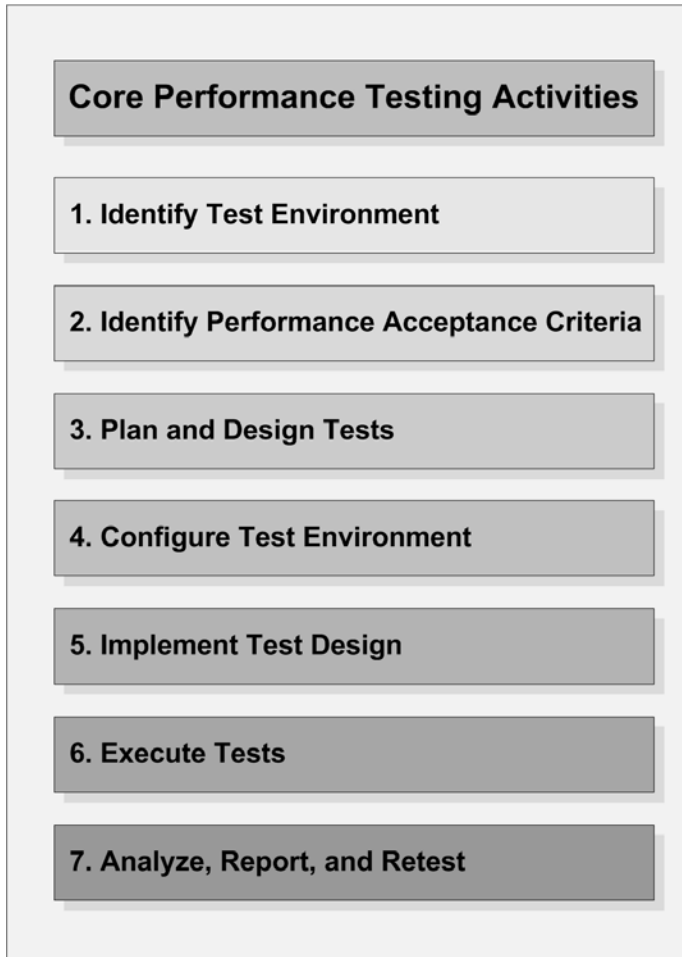 Core Performance Testing Activities
1. Identify Test Environment
2. Identify Performance Acceptance Criteria
3. Plan and Design Tests
4. Configure Test Environment
5. Implement Test Design
6. Execute Tests
7. Analyze, Report, and Retest